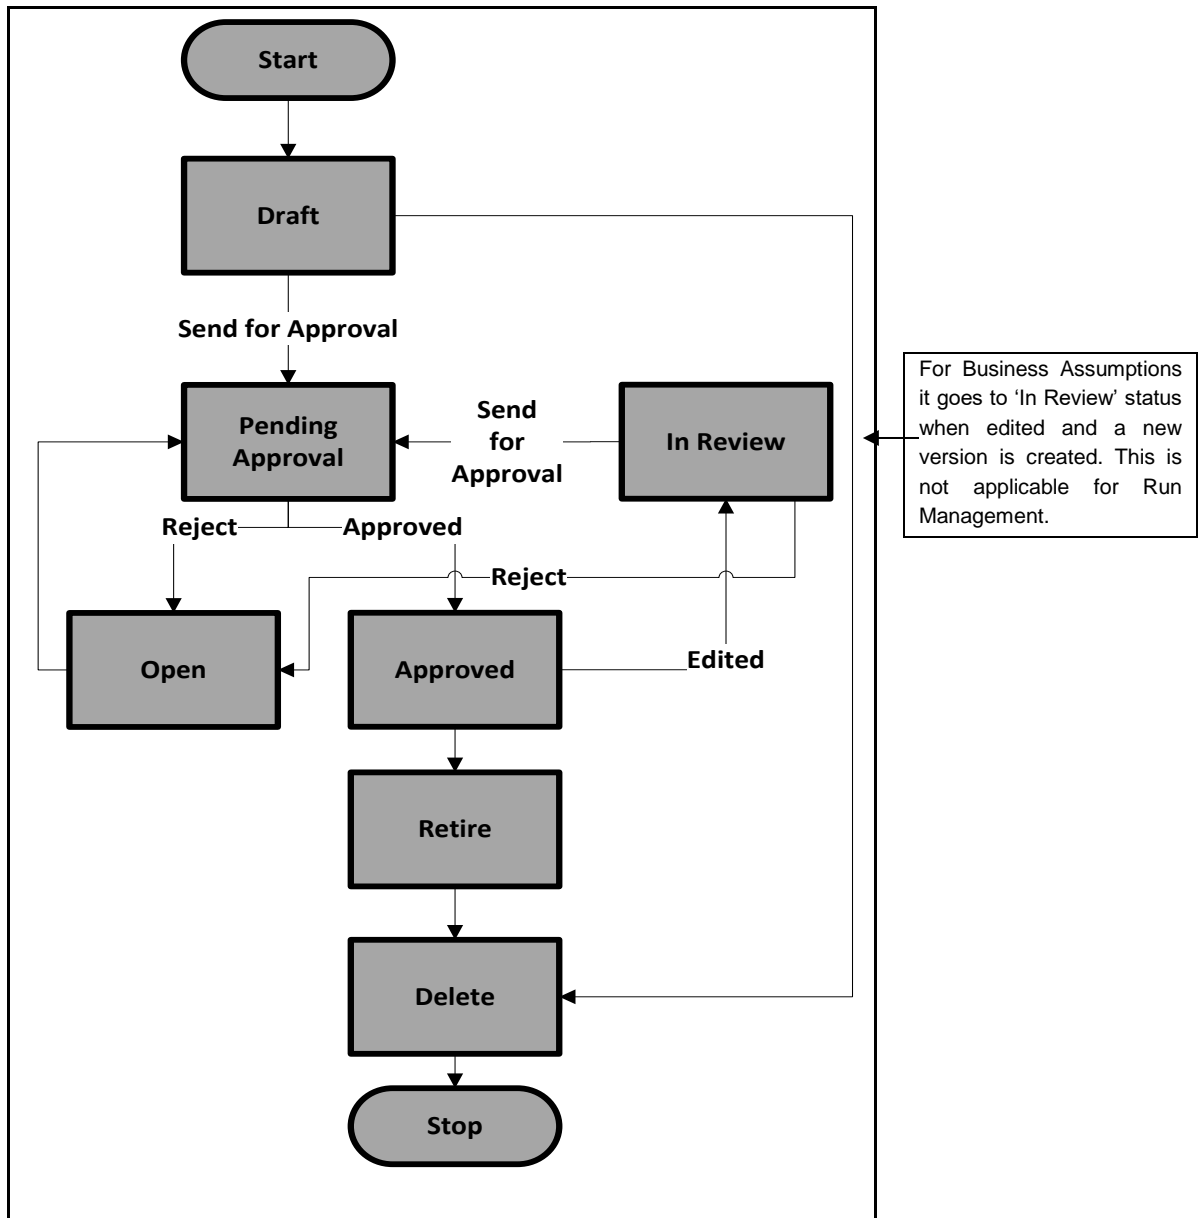 Start
Draft
Send for Approval
Pending
Approval
Send
for
Approval
In Review
For Business Assumptions
it goes to ‘In Review’ status
when edited and a new
version is created. This is
not applicable for Run
Management.
Reject
Approved
Reject
Open
Approved
Edited
Retire
Delete
Stop